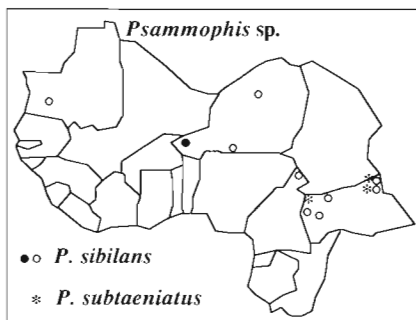 Psammophis sp.
● ○ P. sibilans
* P. subtaeniatus